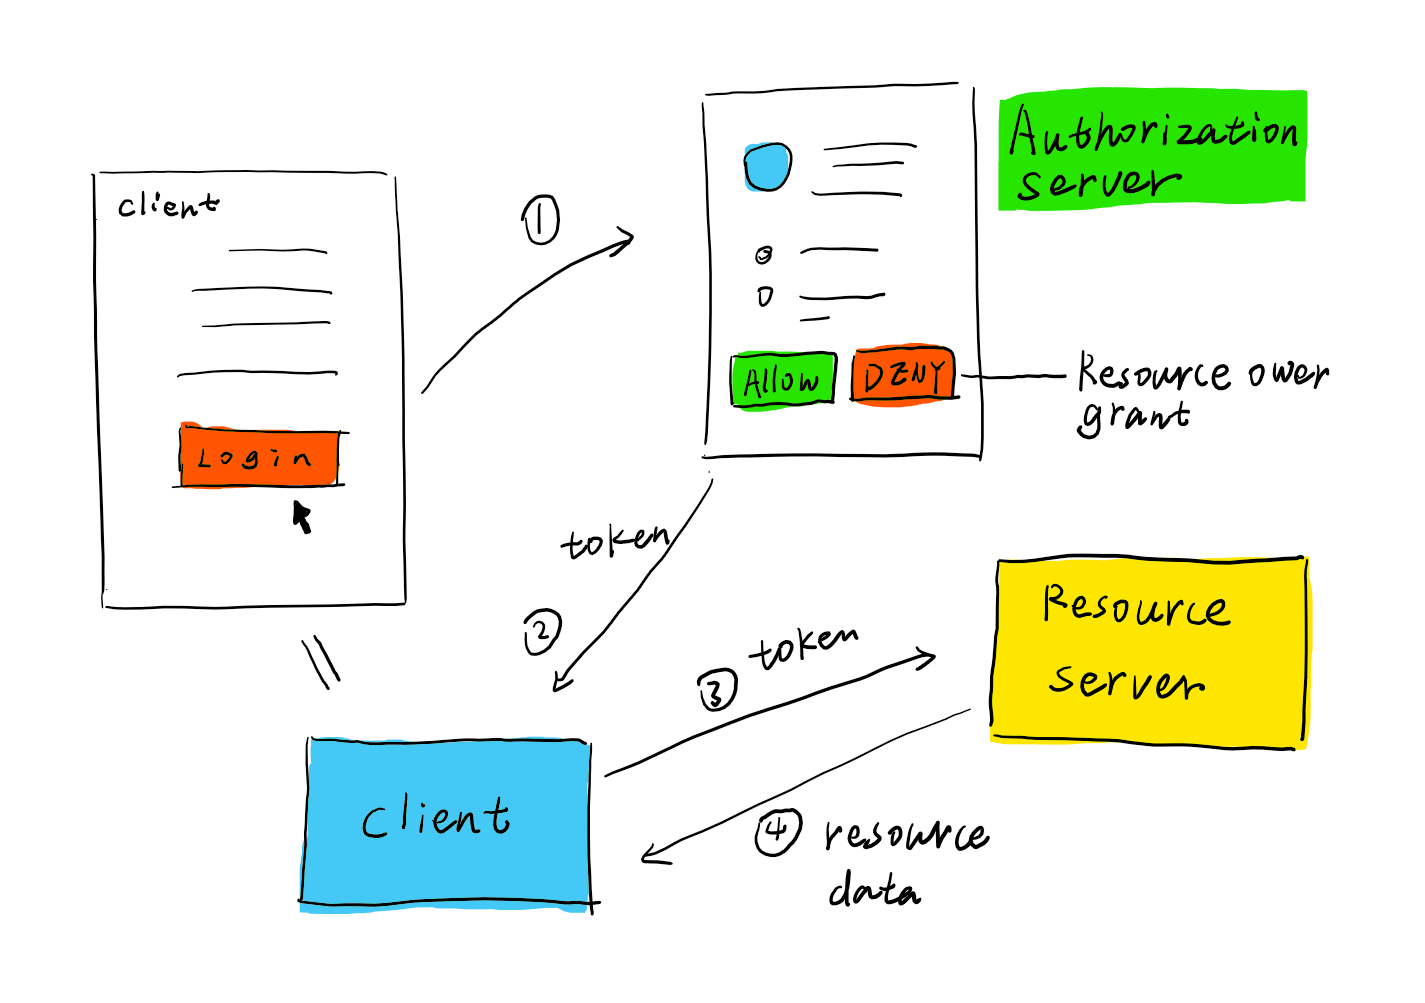 client
Login
①
Authorization
server
Allow
DENY
Resource ower
grant
token
②
③
token
Resource
server
client
④ resource
data